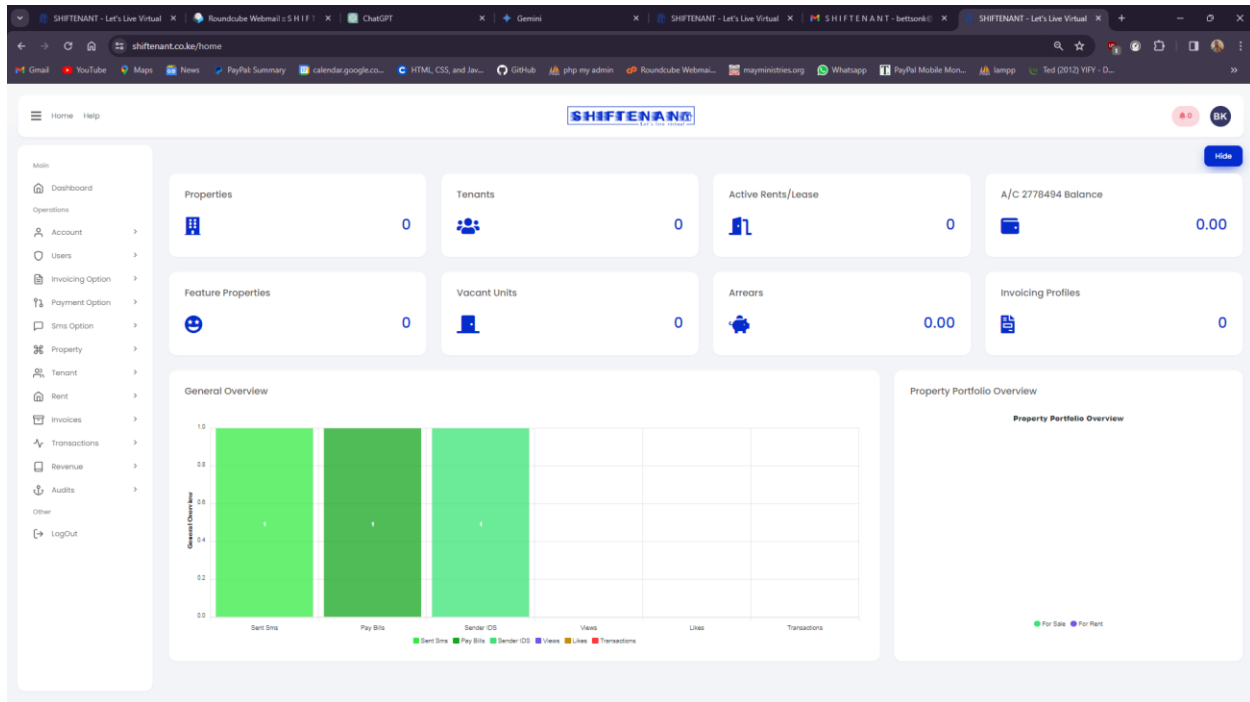 SHIFTENANT - Let's Live Virtual
Roundcube Webmail :: S H I F T
ChatGPT
Gemini
SHIFTENANT - Let's Live Virtual
S H I F T E N A N T - bettsonk
SHIFTENANT - Let's Live Virtual
shiftenant.co.ke/home
Gmail YouTube Maps News PayPal: Summary calendar.google.co... HTML, CSS, and Jav... GitHub php my admin Roundcube Webmai... mayministries.org Whatsapp PayPal Mobile Mon... lampp Ted (2012) YIFY - D...
Home Help
SHIFTENANT
Let's live virtual
0
BK
Hide
Main
Dashboard
Operations
Account
Users
Invoicing Option
Payment Option
Sms Option
Property
Tenant
Rent
Invoices
Transactions
Revenue
Audits
Other
LogOut
Properties
0
Tenants
0
Active Rents/Lease
0
A/C 2778494 Balance
0.00
Feature Properties
0
Vacant Units
0
Arrears
0.00
Invoicing Profiles
0
General Overview
General Overview
1.0
0.8
0.6
0.4
0.2
0.0
1 1 1
Sent Sms Pay Bills Sender IDS Views Likes Transactions
Sent Sms Pay Bills Sender IDS Views Likes Transactions
Property Portfolio Overview
Property Portfolio Overview
For Sale For Rent